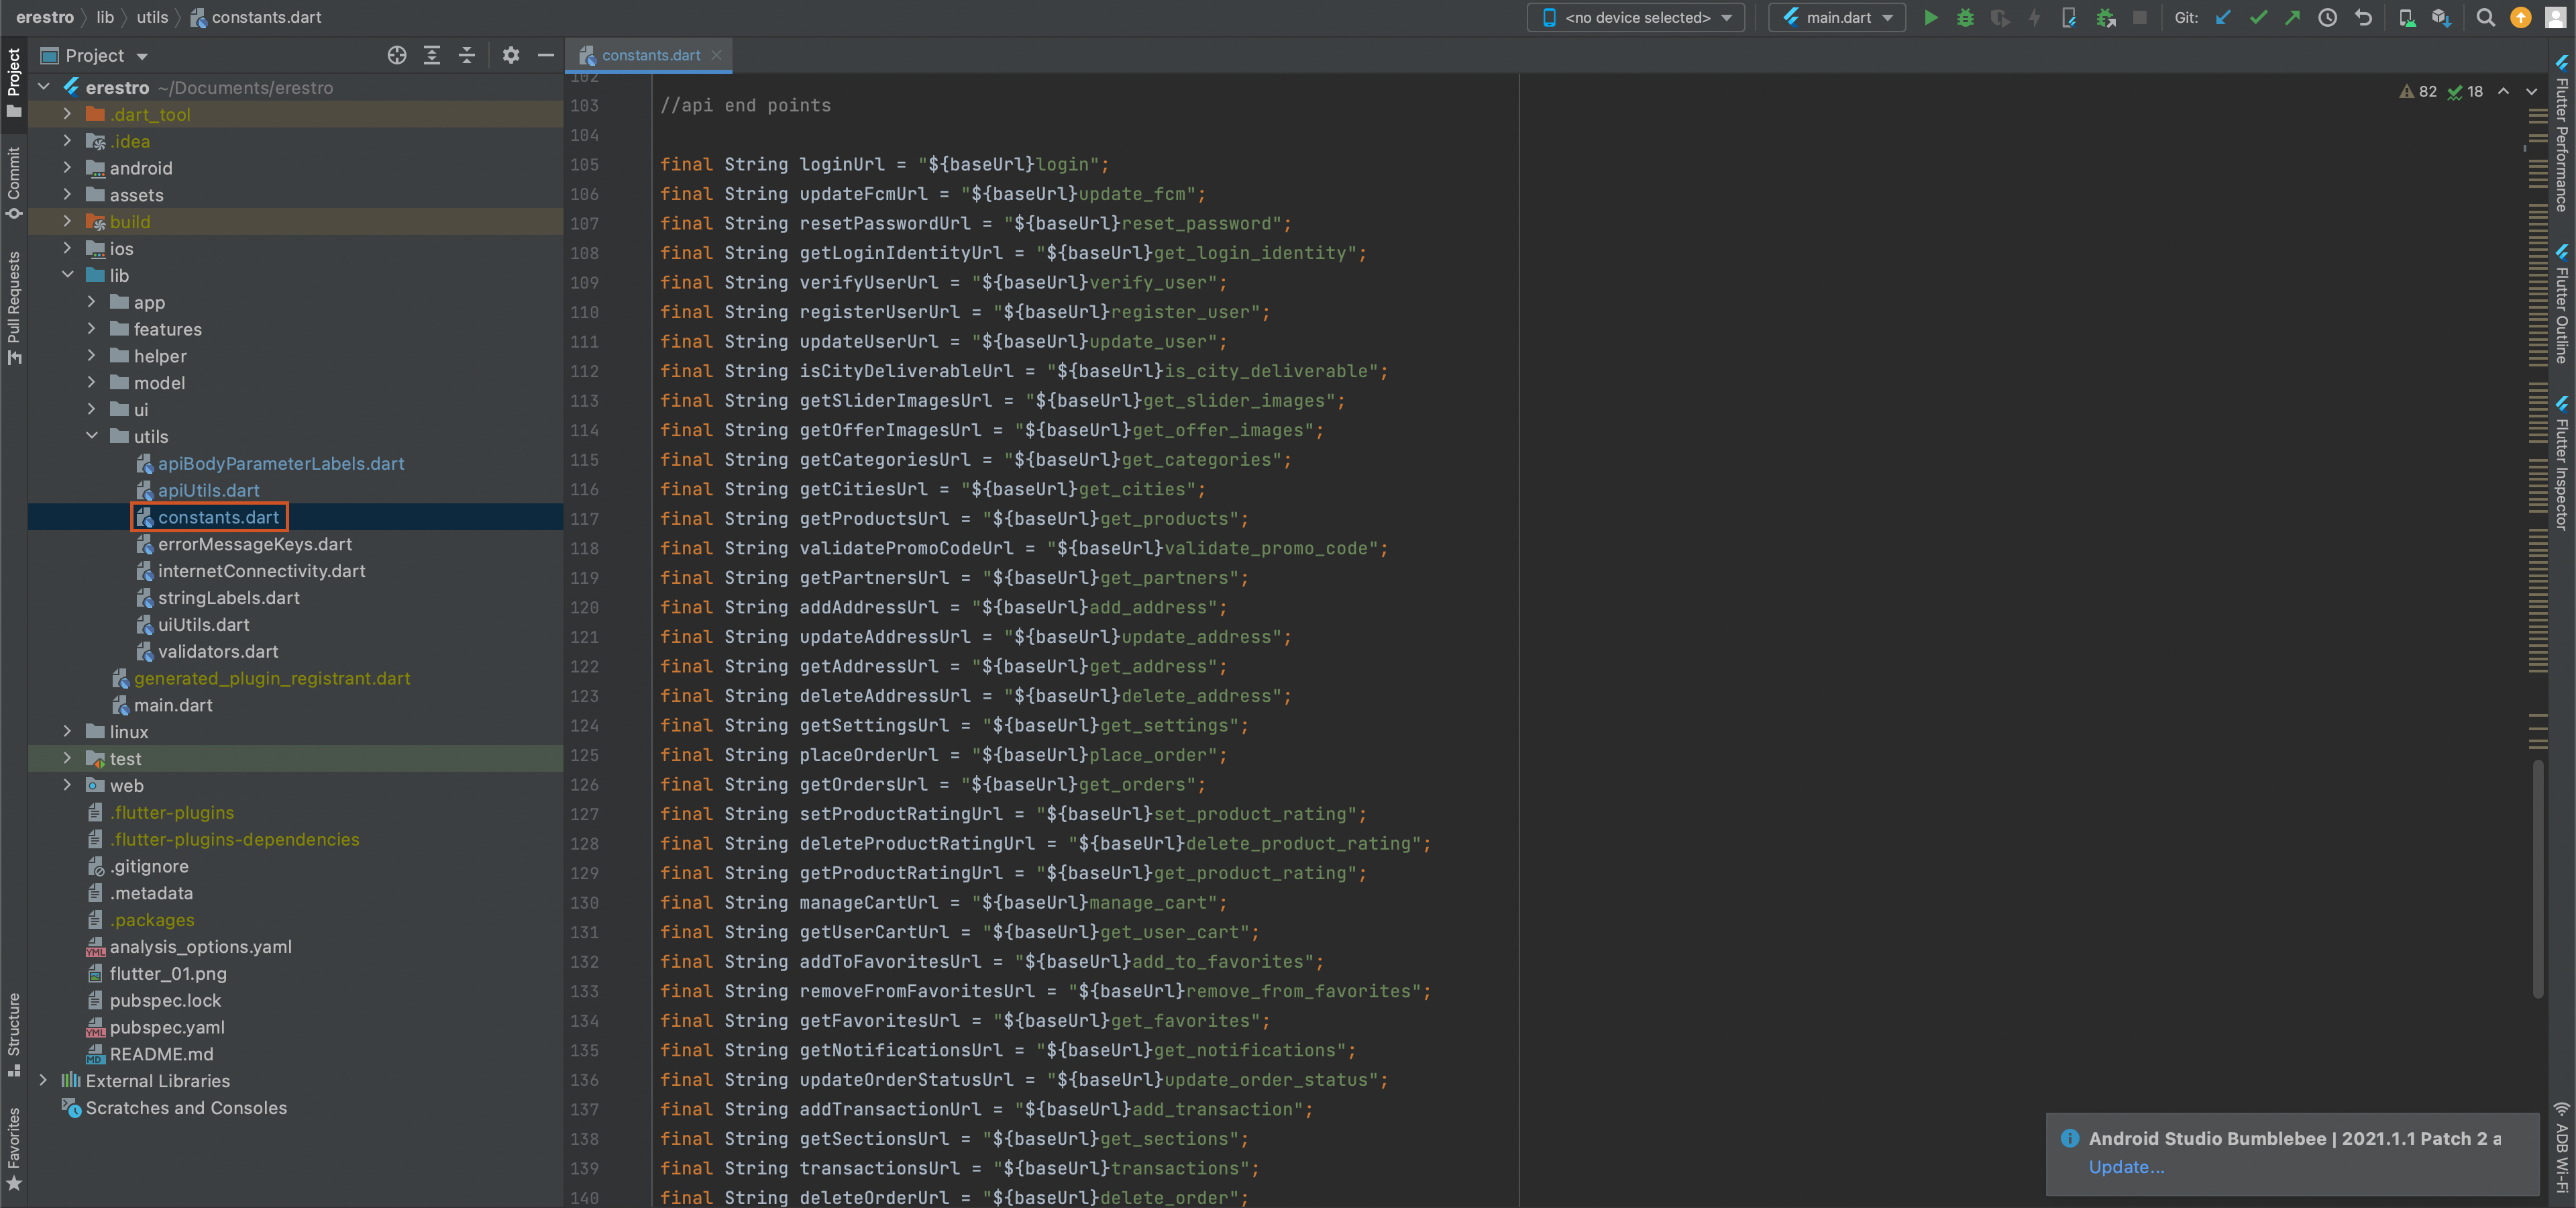 erestro
lib
utils
constants.dart
<no device selected>
main.dart
Git:
Project
constants.dart
Project
Commit
Pull Requests
Structure
Favorites
erestro ~/Documents/erestro
.dart_tool
.idea
android
assets
build
ios
lib
app
features
helper
model
ui
utils
apiBodyParameterLabels.dart
apiUtils.dart
constants.dart
errorMessageKeys.dart
internetConnectivity.dart
stringLabels.dart
uiUtils.dart
validators.dart
generated_plugin_registrant.dart
main.dart
linux
test
web
.flutter-plugins
.flutter-plugins-dependencies
.gitignore
.metadata
.packages
analysis_options.yaml
flutter_01.png
pubspec.lock
pubspec.yaml
README.md
External Libraries
Scratches and Consoles
82 18
102
103 //api end points
104
105 final String loginUrl = "${baseUrl}login";
106 final String updateFcmUrl = "${baseUrl}update_fcm";
107 final String resetPasswordUrl = "${baseUrl}reset_password";
108 final String getLoginIdentityUrl = "${baseUrl}get_login_identity";
109 final String verifyUserUrl = "${baseUrl}verify_user";
110 final String registerUserUrl = "${baseUrl}register_user";
111 final String updateUserUrl = "${baseUrl}update_user";
112 final String isCityDeliverableUrl = "${baseUrl}is_city_deliverable";
113 final String getSliderImagesUrl = "${baseUrl}get_slider_images";
114 final String getOfferImagesUrl = "${baseUrl}get_offer_images";
115 final String getCategoriesUrl = "${baseUrl}get_categories";
116 final String getCitiesUrl = "${baseUrl}get_cities";
117 final String getProductsUrl = "${baseUrl}get_products";
118 final String validatePromoCodeUrl = "${baseUrl}validate_promo_code";
119 final String getPartnersUrl = "${baseUrl}get_partners";
120 final String addAddressUrl = "${baseUrl}add_address";
121 final String updateAddressUrl = "${baseUrl}update_address";
122 final String getAddressUrl = "${baseUrl}get_address";
123 final String deleteAddressUrl = "${baseUrl}delete_address";
124 final String getSettingsUrl = "${baseUrl}get_settings";
125 final String placeOrderUrl = "${baseUrl}place_order";
126 final String getOrdersUrl = "${baseUrl}get_orders";
127 final String setProductRatingUrl = "${baseUrl}set_product_rating";
128 final String deleteProductRatingUrl = "${baseUrl}delete_product_rating";
129 final String getProductRatingUrl = "${baseUrl}get_product_rating";
130 final String manageCartUrl = "${baseUrl}manage_cart";
131 final String getUserCartUrl = "${baseUrl}get_user_cart";
132 final String addToFavoritesUrl = "${baseUrl}add_to_favorites";
133 final String removeFromFavoritesUrl = "${baseUrl}remove_from_favorites";
134 final String getFavoritesUrl = "${baseUrl}get_favorites";
135 final String getNotificationsUrl = "${baseUrl}get_notifications";
136 final String updateOrderStatusUrl = "${baseUrl}update_order_status";
137 final String addTransactionUrl = "${baseUrl}add_transaction";
138 final String getSectionsUrl = "${baseUrl}get_sections";
139 final String transactionsUrl = "${baseUrl}transactions";
140 final String deleteOrderUrl = "${baseUrl}delete_order";
Flutter Performance
Flutter Outline
Flutter Inspector
ADB Wi-Fi
Android Studio Bumblebee | 2021.1.1 Patch 2 a
Update...
YML
YML
MD